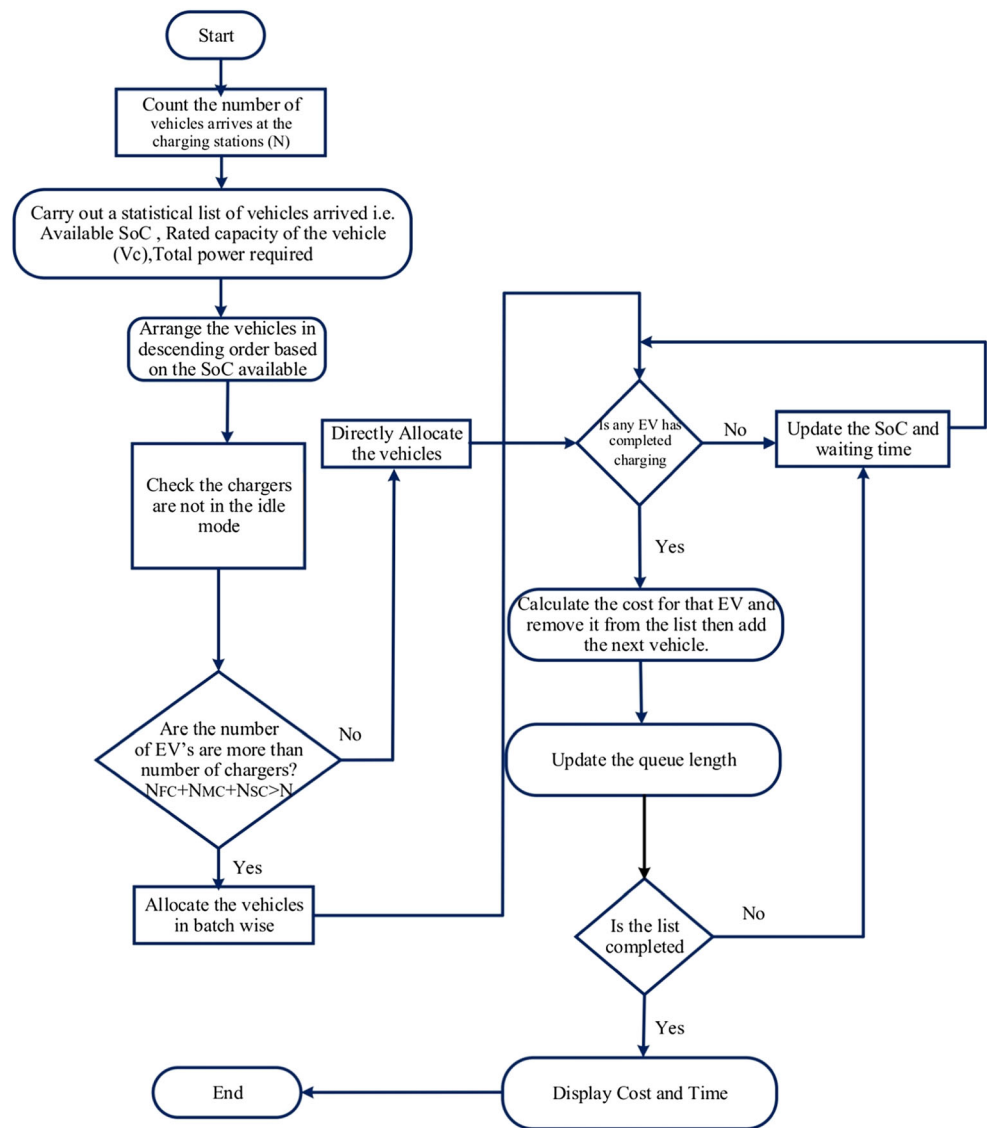 Start
Count the number of
vehicles arrives at the
charging stations (N)
Carry out a statistical list of vehicles arrived i.e.
Available SoC , Rated capacity of the vehicle
(Vc),Total power required
Arrange the vehicles in
descending order based
on the SoC available
Check the chargers
are not in the idle
mode
Are the number
of EV's are more than
number of chargers?
NFC+NMC+NSC>N
No
Yes
Directly Allocate
the vehicles
Allocate the vehicles
in batch wise
Is any EV has
completed
charging
No
Update the SoC and
waiting time
Yes
Calculate the cost for that EV and
remove it from the list then add
the next vehicle.
Update the queue length
Is the list
completed
No
Yes
Display Cost and Time
End